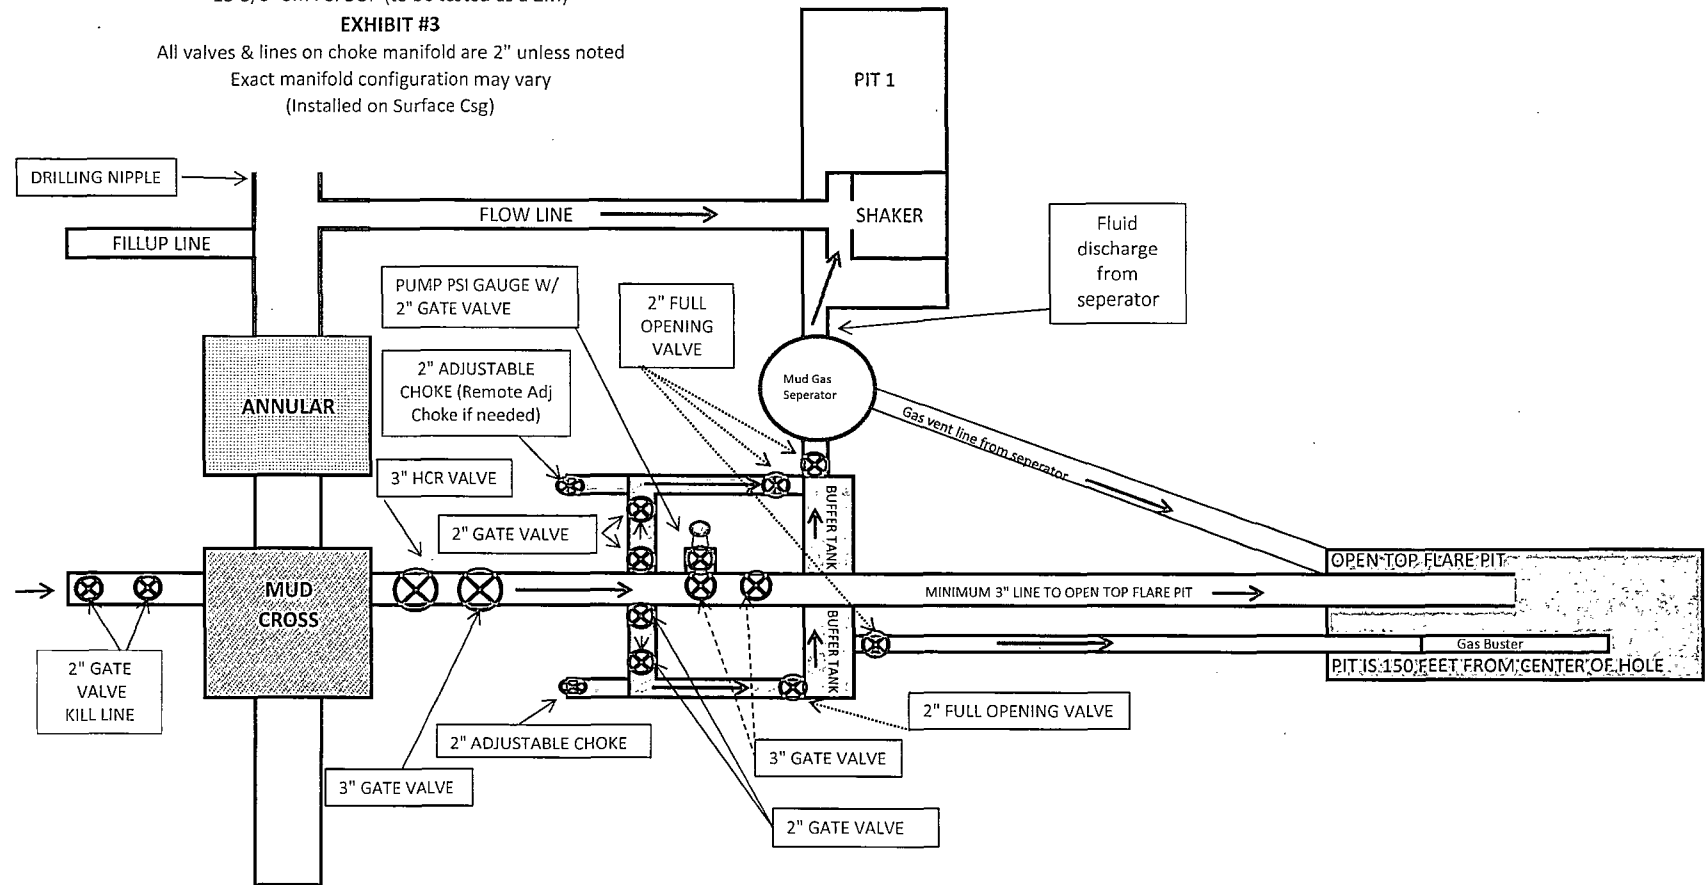 EXHIBIT #3
All valves & lines on choke manifold are 2" unless noted
Exact manifold configuration may vary
(Installed on Surface Csg)
PIT 1
DRILLING NIPPLE
FLOW LINE
SHAKER
FILLUP LINE
Fluid
discharge
from
seperator
PUMP PSI GAUGE W/
2" GATE VALVE
2" FULL
OPENING
VALVE
2" ADJUSTABLE
CHOKE (Remote Adj
Choke if needed)
Mud Gas
Seperator
ANNULAR
Gas vent line from seperator
3" HCR VALVE
2" GATE VALVE
BUFFER TANK
OPEN TOP FLARE PIT
MUD
CROSS
MINIMUM 3" LINE TO OPEN TOP FLARE PIT
BUFFER TANK
Gas Buster
PIT IS 150 FEET FROM CENTER OF HOLE
2" GATE
VALVE
KILL LINE
2" FULL OPENING VALVE
2" ADJUSTABLE CHOKE
3" GATE VALVE
3" GATE VALVE
2" GATE VALVE